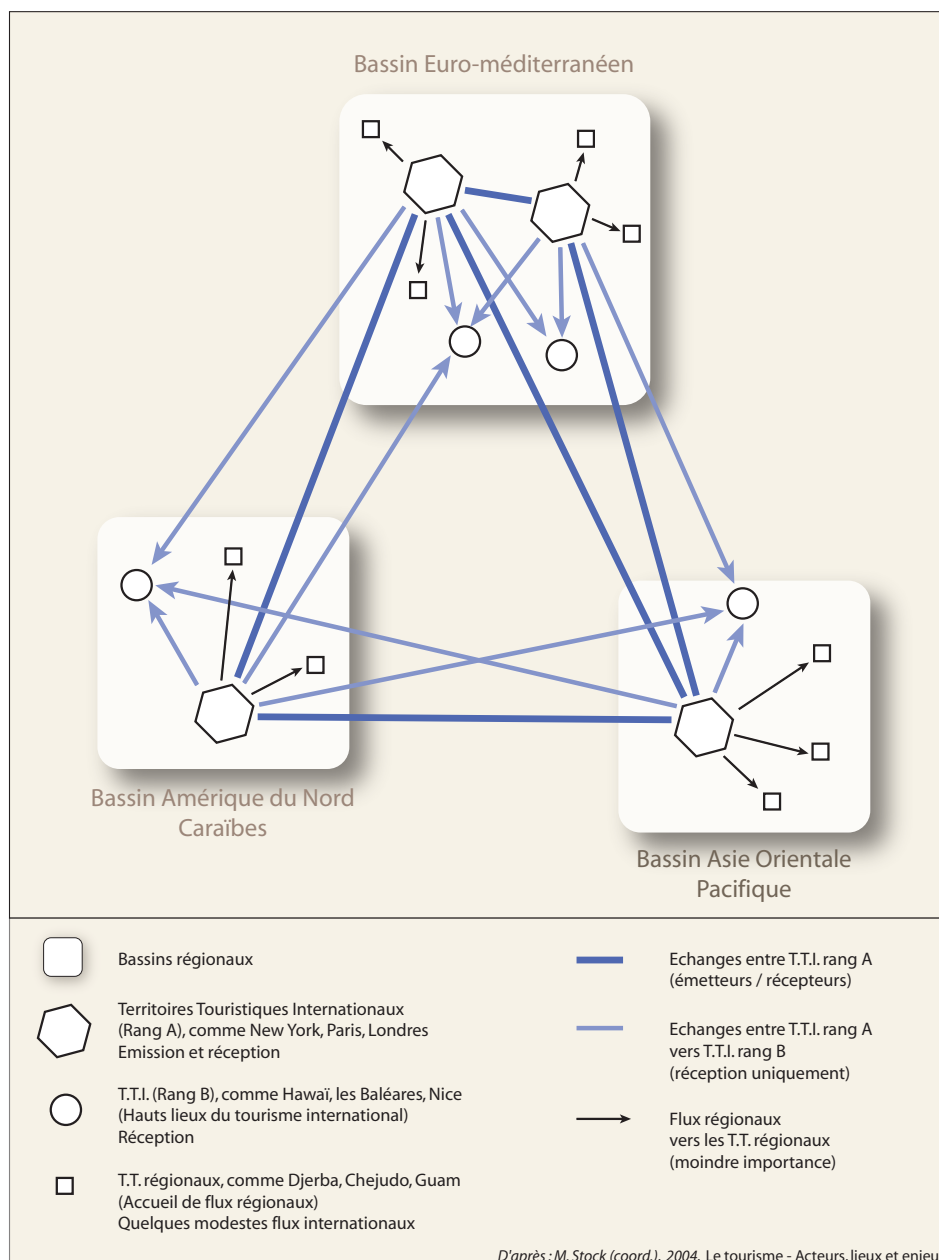 Bassin Euro-méditerranéen
Bassin Amérique du Nord
Caraïbes
Bassin Asie Orientale
Pacifique
Bassins régionaux
Territoires Touristiques Internationaux
(Rang A), comme New York, Paris, Londres
Emission et réception
T.T.I. (Rang B), comme Hawaï, les Baléares, Nice
(Hauts lieux du tourisme international)
Réception
T.T. régionaux, comme Djerba, Chejudo, Guam
(Accueil de flux régionaux)
Quelques modestes flux internationaux
Echanges entre T.T.I. rang A
(émetteurs / récepteurs)
Echanges entre T.T.I. rang A
vers T.T.I. rang B
(réception uniquement)
Flux régionaux
vers les T.T. régionaux
(moindre importance)
D'après : M. Stock (coord.), 2004, Le tourisme - Acteurs, lieux et enjeu